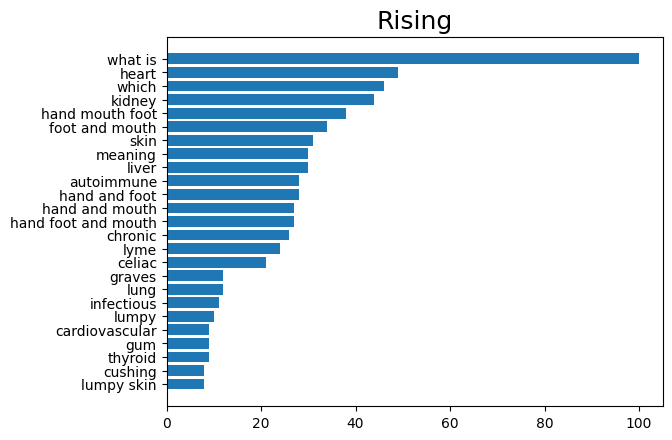 Rising
what is
heart
which
kidney
hand mouth foot
foot and mouth
skin
meaning
liver
autoimmune
hand and foot
hand and mouth
hand foot and mouth
chronic
lyme
celiac
graves
lung
infectious
lumpy
cardiovascular
gum
thyroid
cushing
lumpy skin
0 20 40 60 80 100